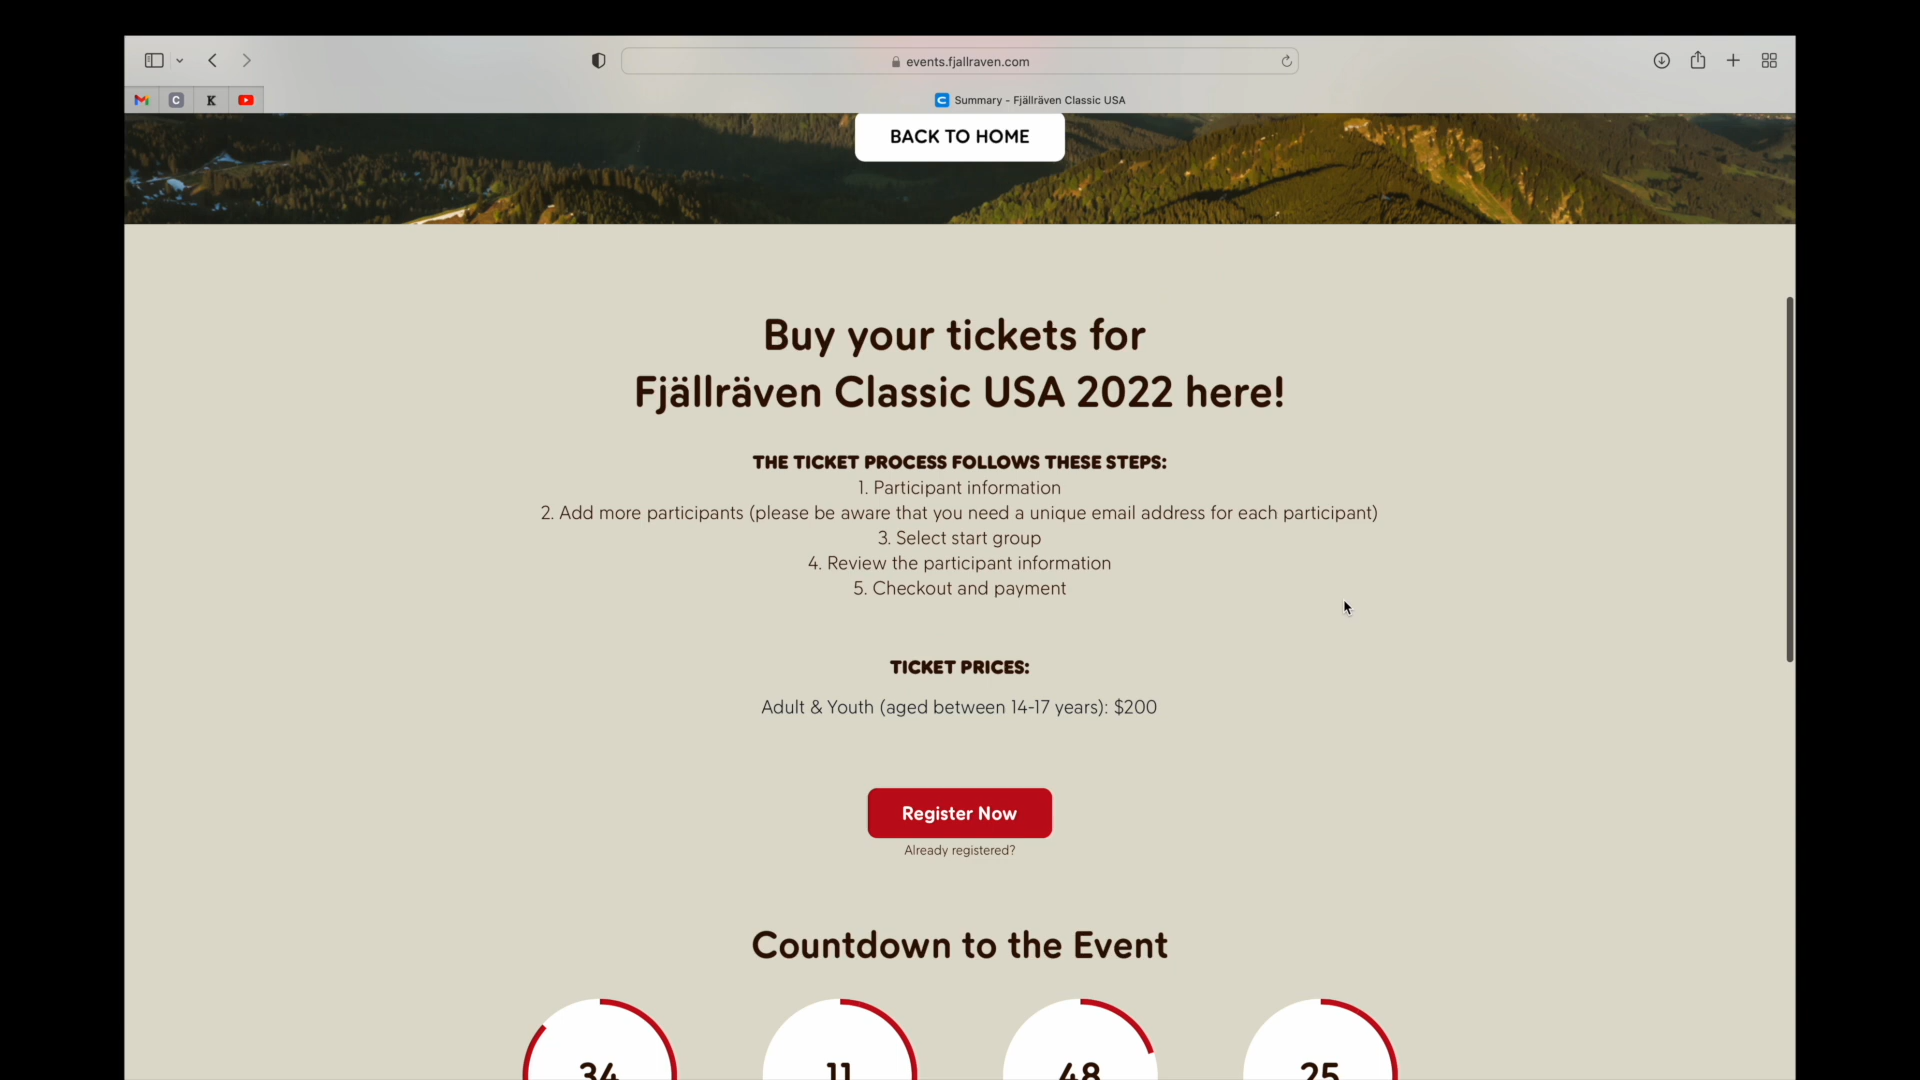 events.fjallraven.com
C
K
Summary - Fjällräven Classic USA
BACK TO HOME
Buy your tickets for
Fjällräven Classic USA 2022 here!
THE TICKET PROCESS FOLLOWS THESE STEPS:
1. Participant information
2. Add more participants (please be aware that you need a unique email address for each participant)
3. Select start group
4. Review the participant information
5. Checkout and payment
TICKET PRICES:
Adult & Youth (aged between 14-17 years): $200
Register Now
Already registered?
Countdown to the Event
34 11 48 25